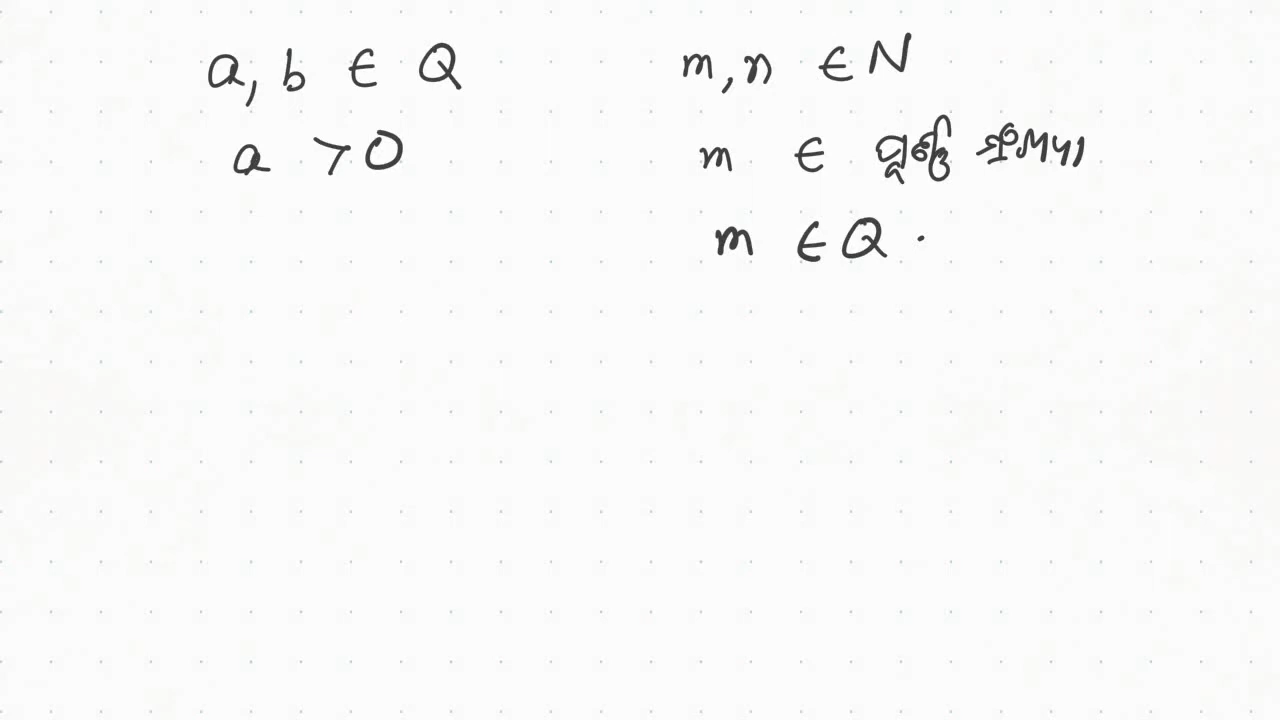 a, b ∈ Q
a > 0
m, n ∈ N
m ∈ ପୂର୍ଣ୍ଣ ସଂଖ୍ୟା
m ∈ Q .